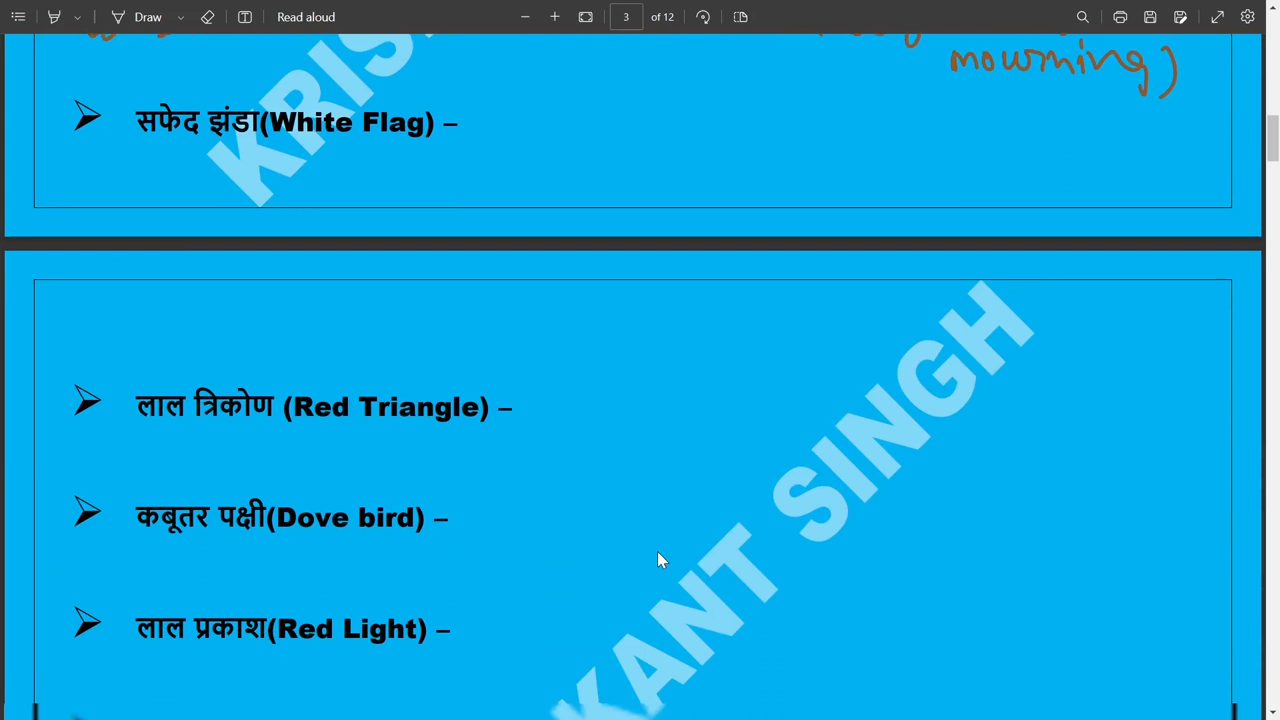 Draw
Read aloud
3
of 12
mourning)
➢ सफेद झंडा(White Flag) –
KRIS
➢ लाल त्रिकोण (Red Triangle) –
➢ कबूतर पक्षी(Dove bird) –
➢ लाल प्रकाश(Red Light) –
KANT SINGH